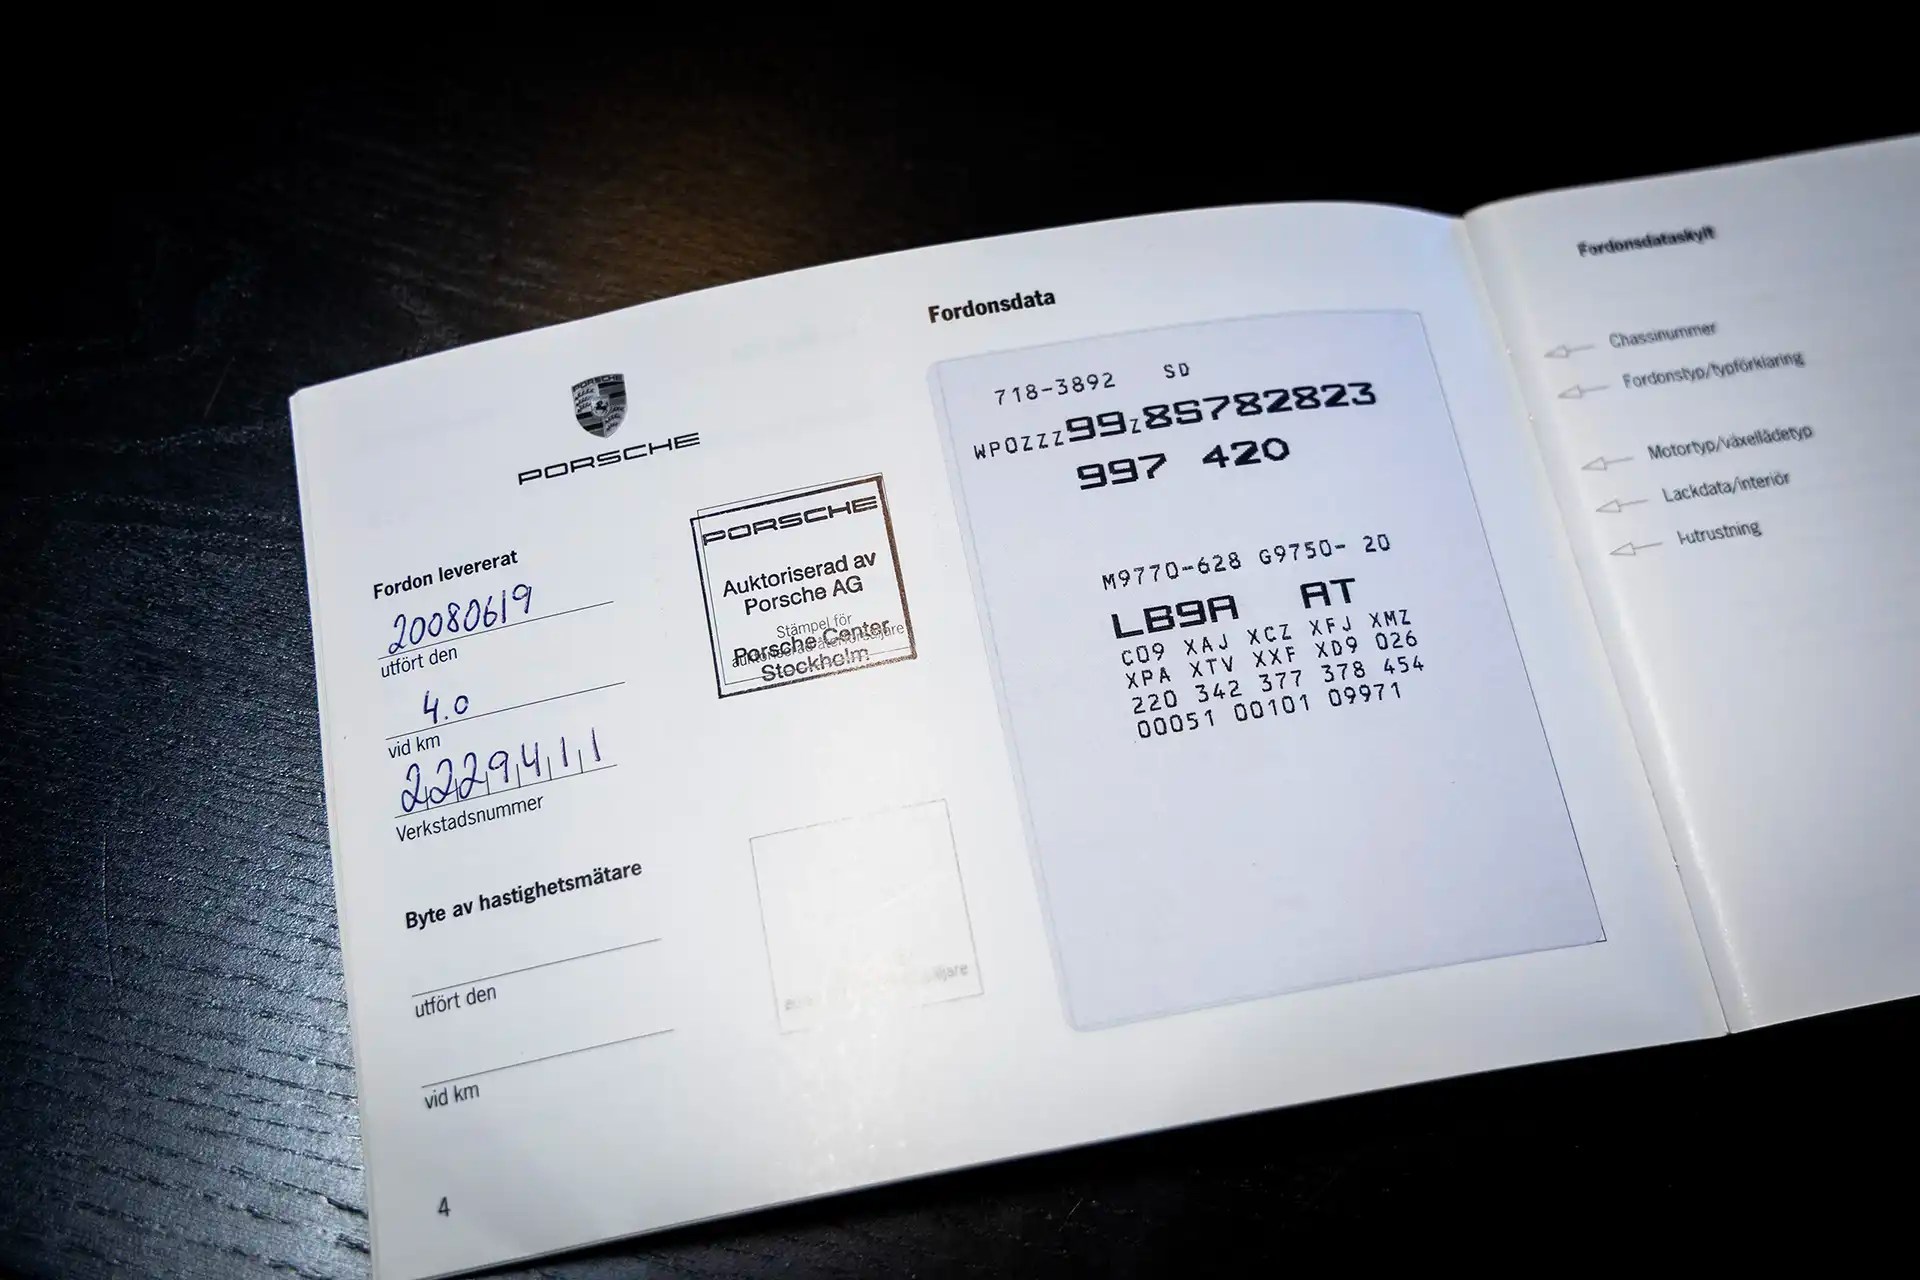 PORSCHE
PORSCHE
Fordon levererat
20080619
utfört den
4.0
vid km
2229411
Verkstadsnummer
PORSCHE
Auktoriserad av
Porsche AG
Stämpel för
Porsche Center
Stockholm
Byte av hastighetsmätare
utfört den
vid km
4
Fordonsdata
718-3892 SD
WP0ZZZ99Z8S782823
997 420
M9770-628 G9750- 20
LB9A AT
C09 XAJ XCZ XFJ XMZ
XPA XTV XXF XD9 026
220 342 377 378 454
00051 00101 09971
Fordonsdataskylt
Chassinummer
Fordonstyp/typförklaring
Motortyp/växellådetyp
Lackdata/interiör
I-utrustning